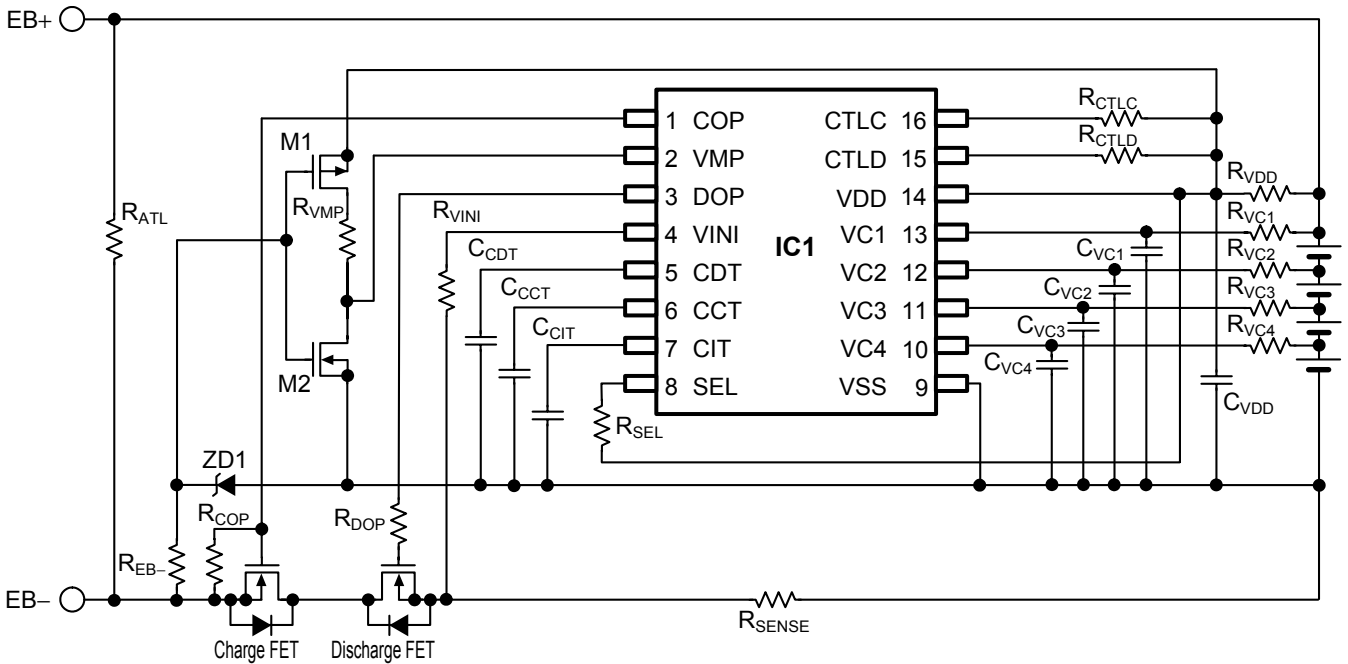 EB+
R_ATL
M1
R_VMP
M2
ZD1
R_COP
R_EB−
EB−
Charge FET
R_DOP
Discharge FET
R_VINI
C_CDT
C_CCT
C_CIT
R_SEL
R_SENSE
IC1
1 COP
2 VMP
3 DOP
4 VINI
5 CDT
6 CCT
7 CIT
8 SEL
CTLC 16
CTLD 15
VDD 14
VC1 13
VC2 12
VC3 11
VC4 10
VSS 9
R_CTLC
R_CTLD
R_VDD
R_VC1
R_VC2
R_VC3
R_VC4
C_VC1
C_VC2
C_VC3
C_VC4
C_VDD